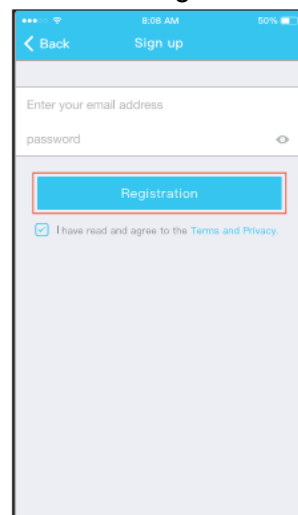 8:08 AM 50%
Back Sign up
Enter your email address
password
Registration
I have read and agree to the Terms and Privacy.